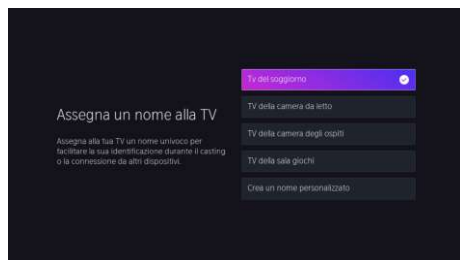 Assegna un nome alla TV
Assegna alla tua TV un nome univoco per
facilitare la sua identificazione durante il casting
o la connessione da altri dispositivi.
Tv del soggiorno
TV della camera da letto
TV della camera degli ospiti
TV della sala giochi
Crea un nome personalizzato